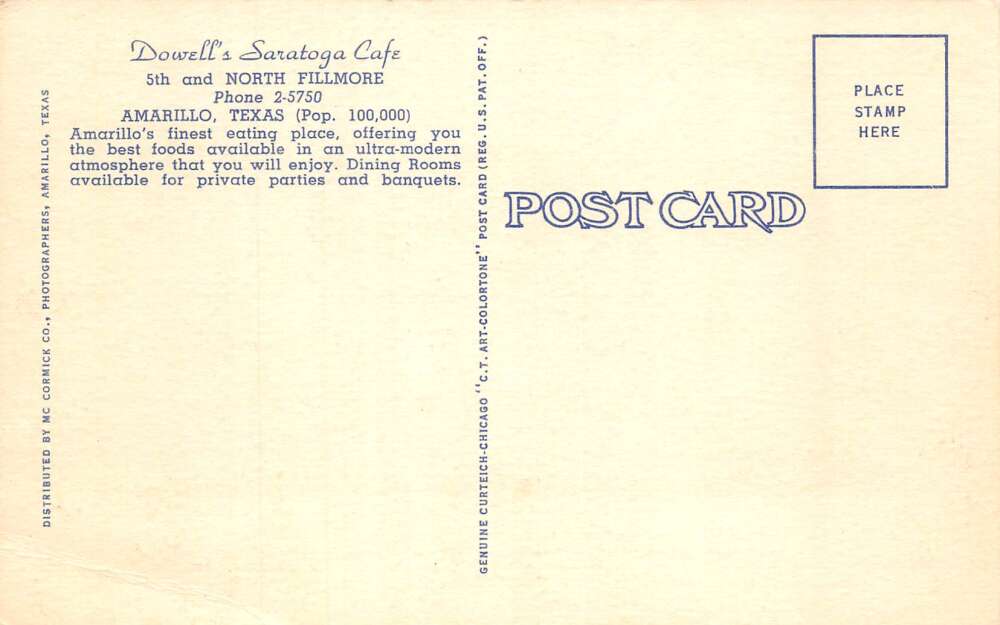 Dowell's Saratoga Cafe
5th and NORTH FILLMORE
Phone 2-5750
AMARILLO, TEXAS (Pop. 100,000)
Amarillo's finest eating place, offering you
the best foods available in an ultra-modern
atmosphere that you will enjoy. Dining Rooms
available for private parties and banquets.
DISTRIBUTED BY MC CORMICK CO., PHOTOGRAPHERS, AMARILLO, TEXAS
GENUINE CURTEICH-CHICAGO "C.T. ART-COLORTONE" POST CARD (REG. U.S. PAT. OFF.)
POST CARD
PLACE
STAMP
HERE